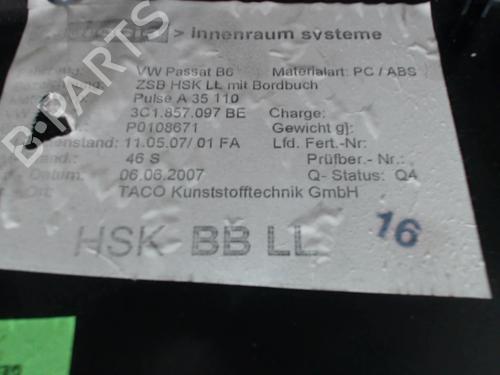 > innenraum systeme
VW Passat B6 Materialart: PC / ABS
ZSB HSK LL mit Bordbuch
Pulse A 35 110
3C1.857.097 BE Charge:
P0108671 Gewicht g]:
11.05.07/ 01 FA Lfd. Fert.-Nr:
46 S Prüfber.- Nr:
Datum: 06.06.2007 Q- Status: Q4
Ort: TACO Kunststofftechnik GmbH
HSK BB LL 16
B-PARTS